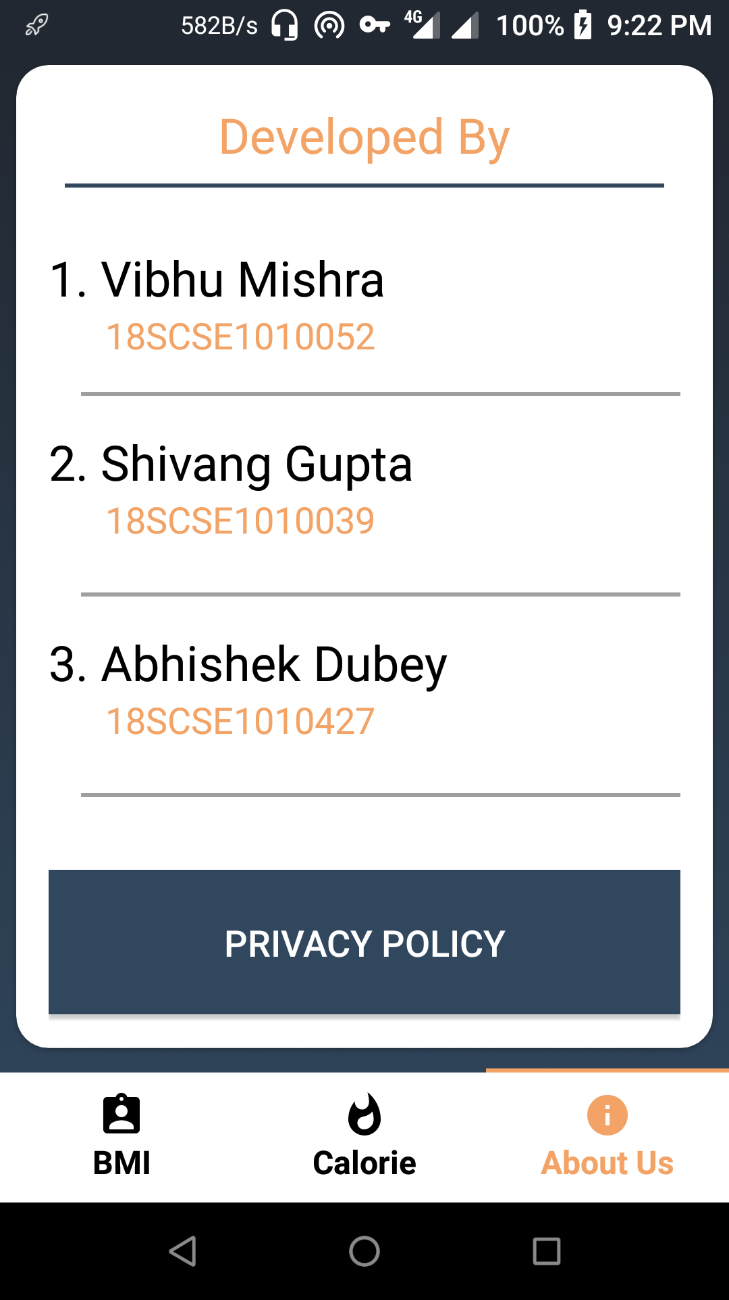 582B/s 4G 100% 9:22 PM
Developed By
1. Vibhu Mishra
18SCSE1010052
2. Shivang Gupta
18SCSE1010039
3. Abhishek Dubey
18SCSE1010427
PRIVACY POLICY
BMI Calorie About Us